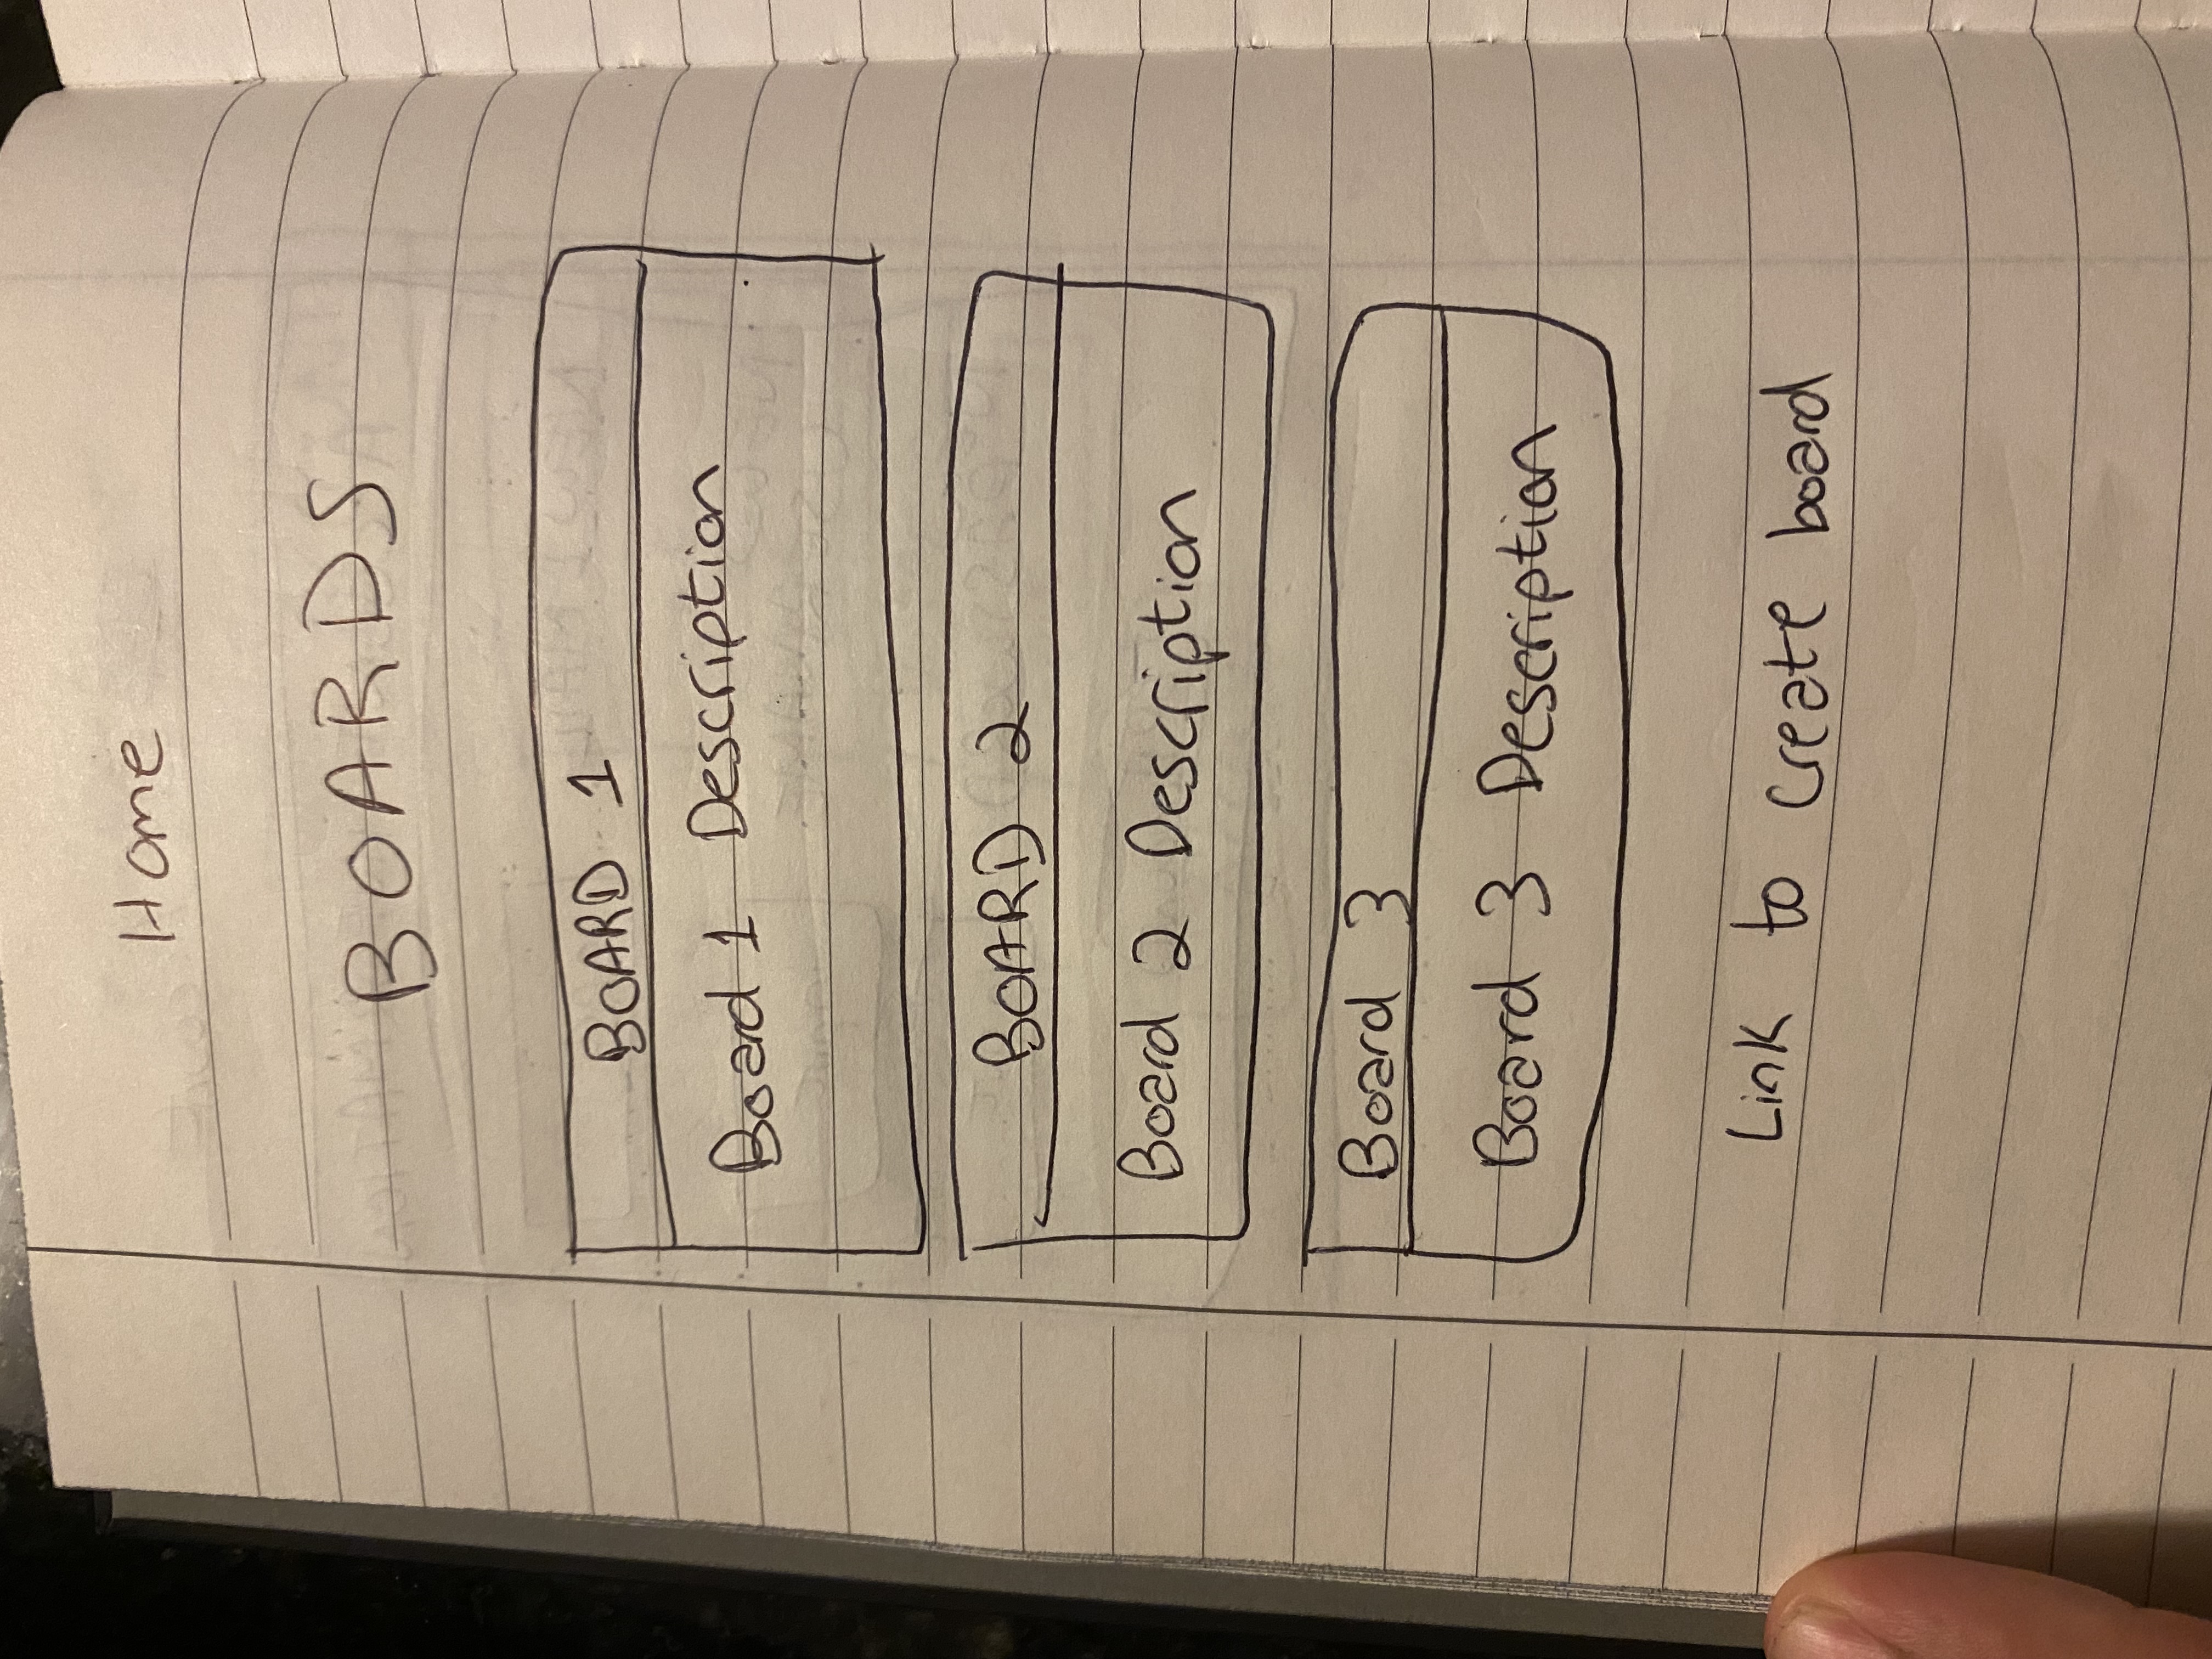 Home
BOARDS
BOARD 1
Board 1 Description
BOARD 2
Board 2 Description
Board 3
Board 3 Description
Link to create board